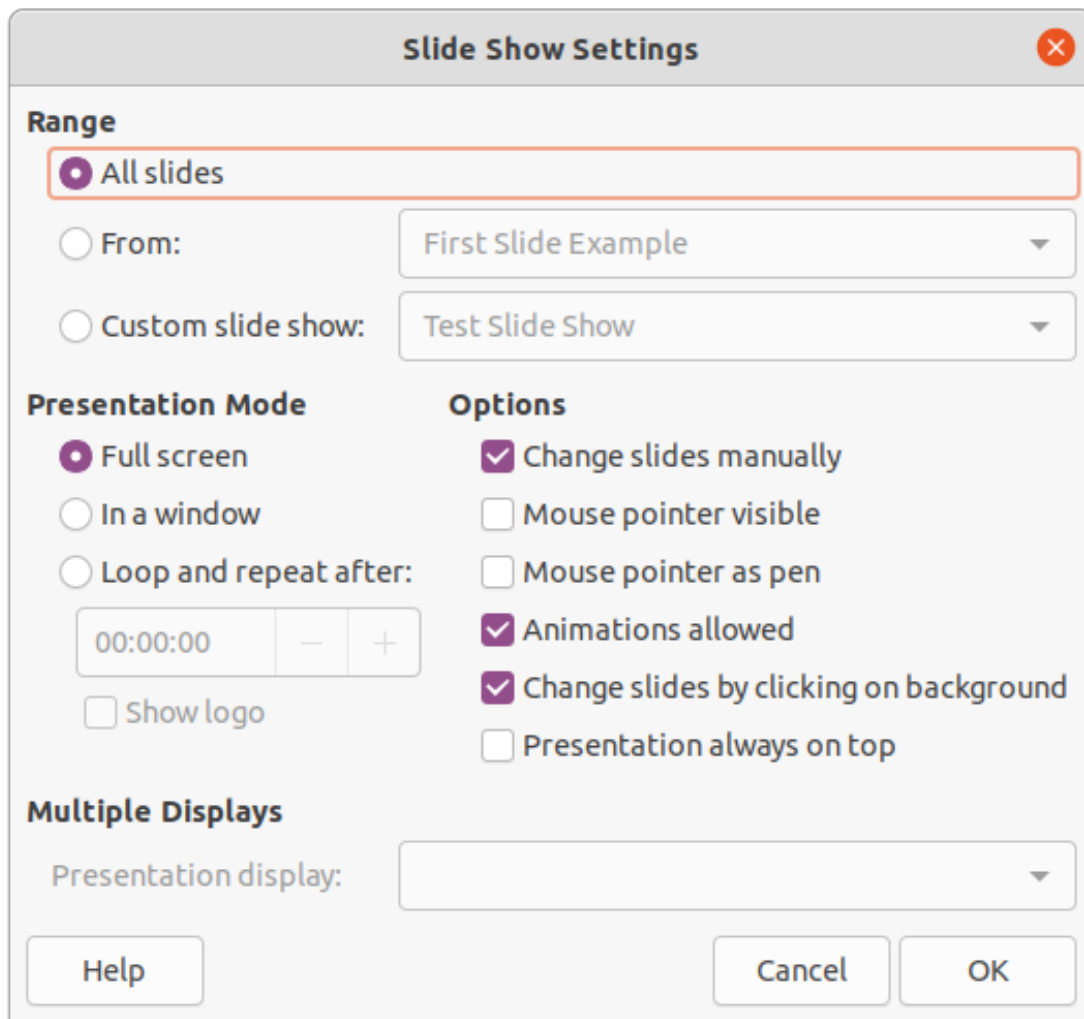 Slide Show Settings
Range
All slides
From:
First Slide Example
Custom slide show:
Test Slide Show
Presentation Mode
Full screen
In a window
Loop and repeat after:
00:00:00
Show logo
Options
Change slides manually
Mouse pointer visible
Mouse pointer as pen
Animations allowed
Change slides by clicking on background
Presentation always on top
Multiple Displays
Presentation display:
Help
Cancel
OK